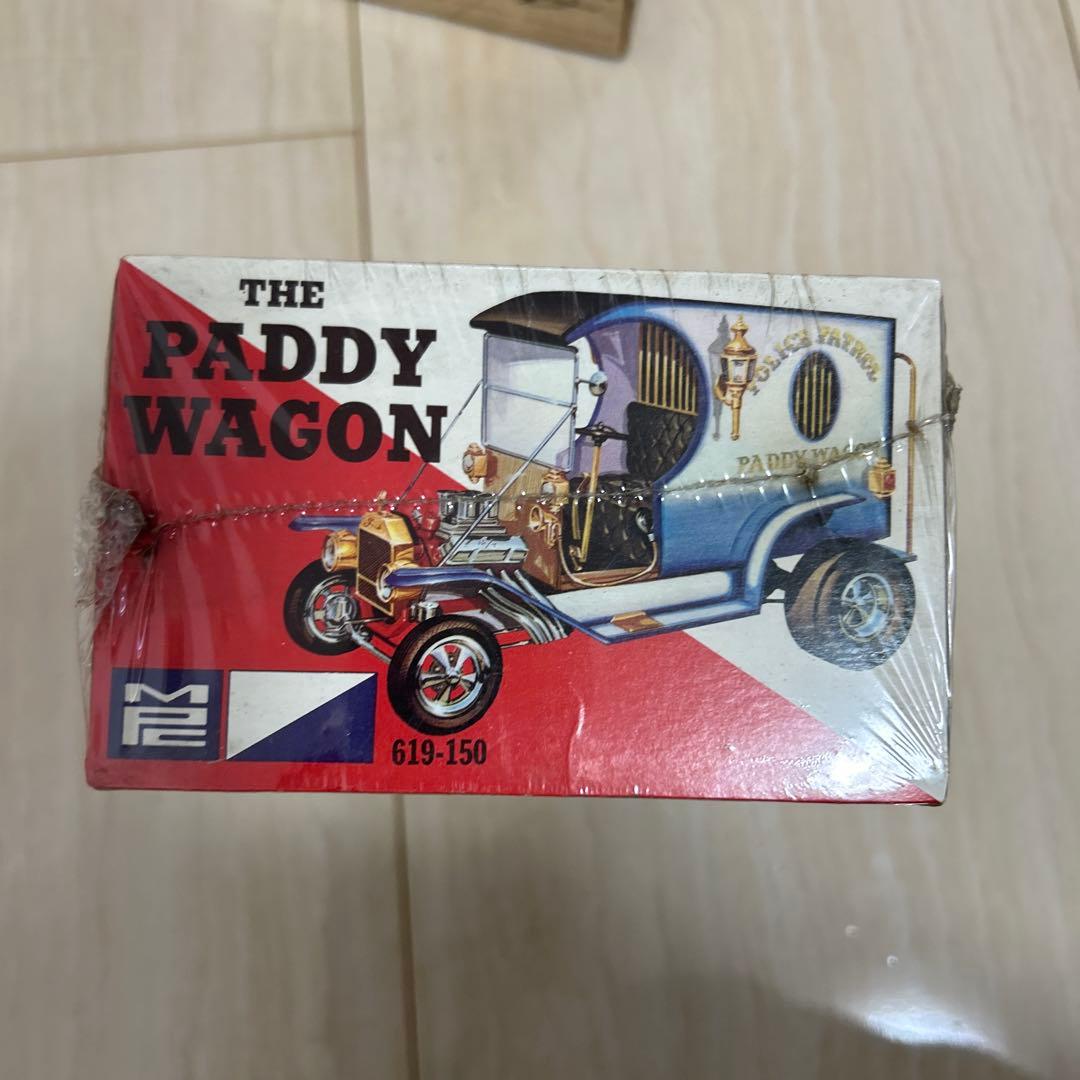 THE
PADDY
WAGON
POLICE PATROL
PADDY WAGON
MPC
619-150